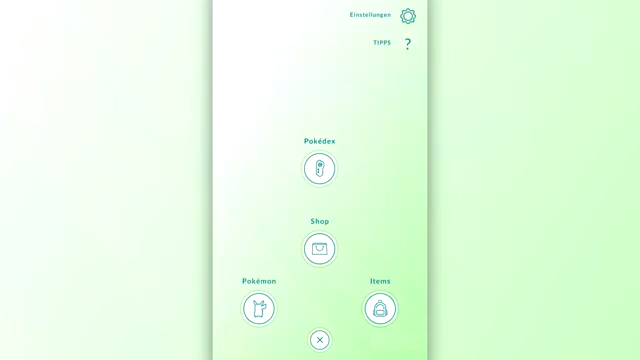 Einstellungen
TIPPS
?
Pokédex
Shop
Pokémon
Items